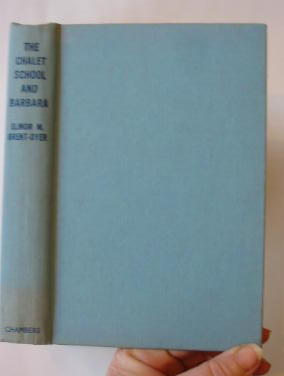 THE
CHALET
SCHOOL
AND
BARBARA
ELINOR M.
BRENT-DYER
CHAMBERS